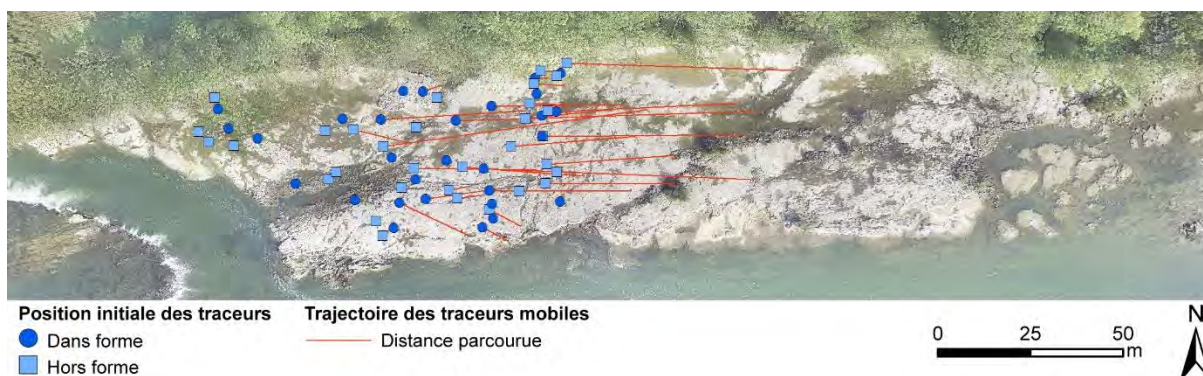 Position initiale des traceurs
Dans forme
Hors forme
Trajectoire des traceurs mobiles
Distance parcourue
0 25 50
m
N